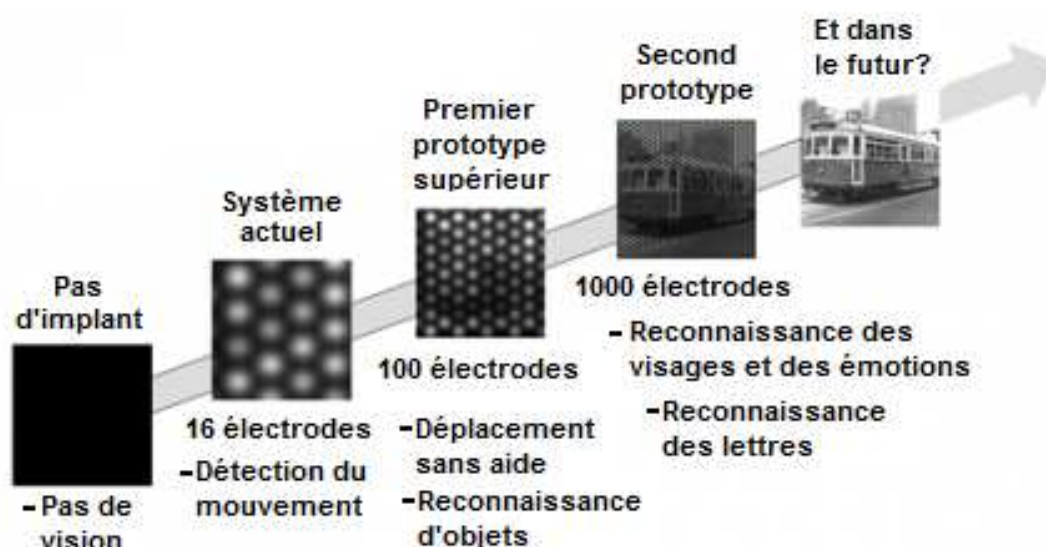 Pas
d'implant
- Pas de
vision
Système
actuel
16 électrodes
- Détection du
mouvement
Premier
prototype
supérieur
100 électrodes
- Déplacement
sans aide
- Reconnaissance
d'objets
Second
prototype
1000 électrodes
- Reconnaissance des
visages et des émotions
- Reconnaissance
des lettres
Et dans
le futur?